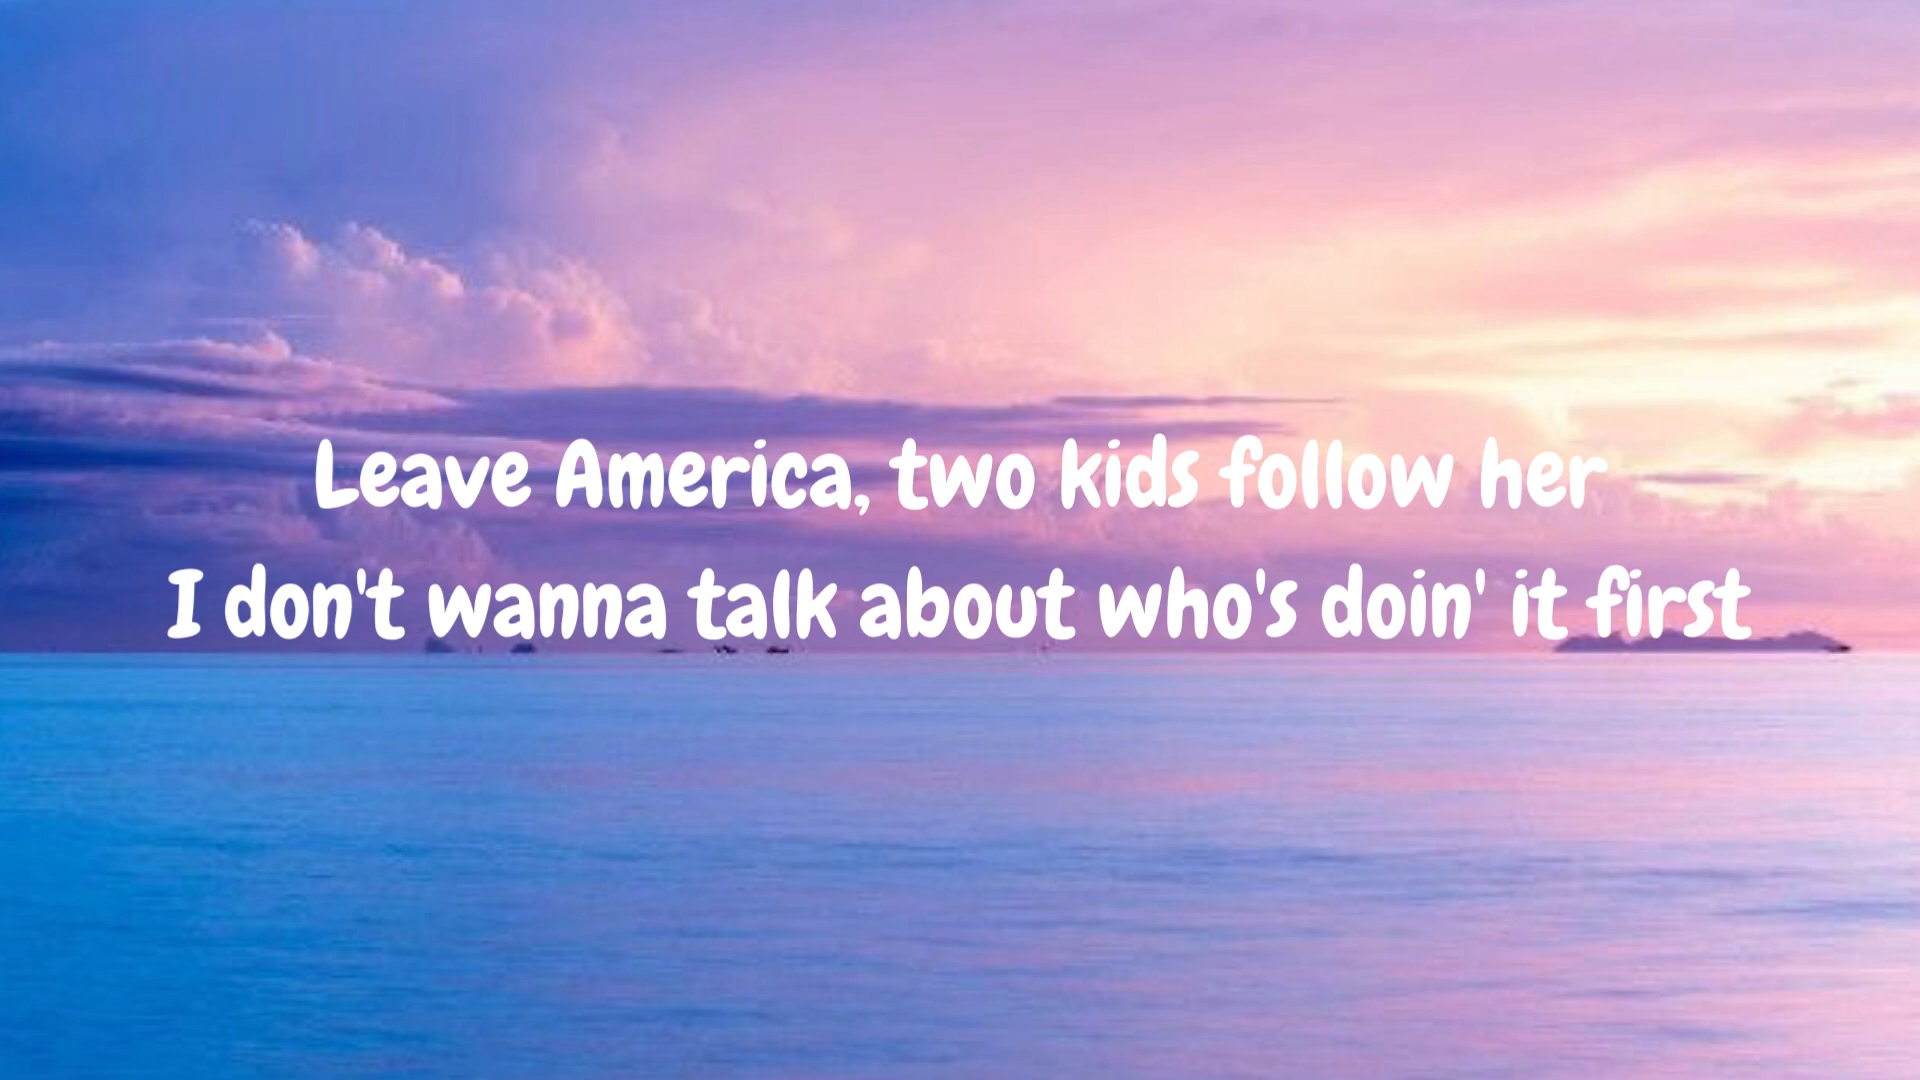 Leave America, two kids follow her
I don't wanna talk about who's doin' it first